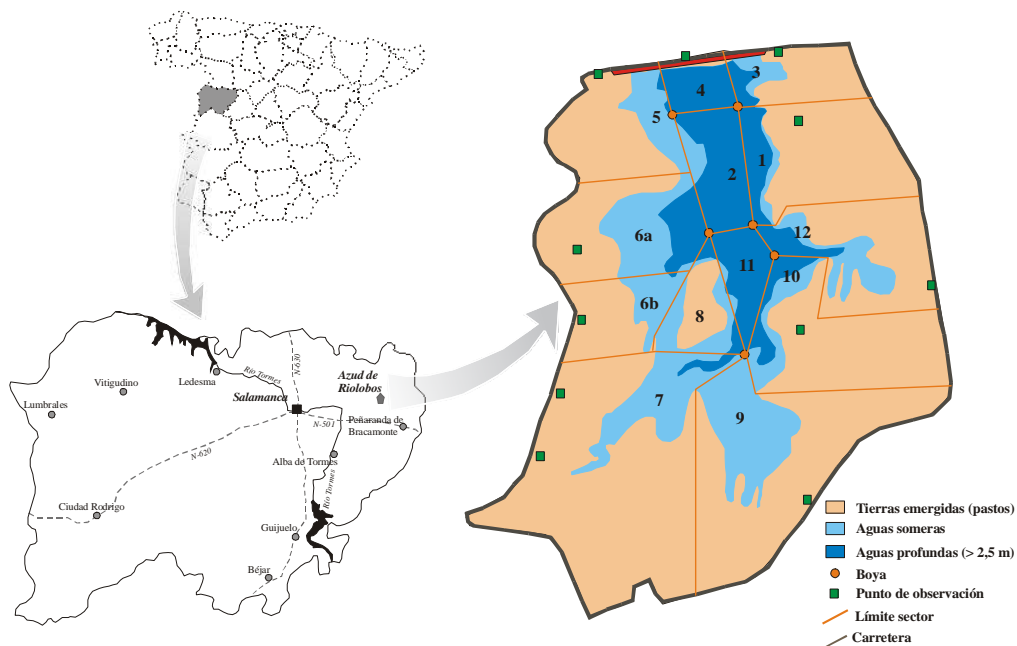 Vitigudino
Lumbrales
Ledesma
Río Tormes
N-630
Salamanca
Azud de
Riolobos
N-501
Peñaranda de
Bracamonte
N-620
Alba de Tormes
Río Tormes
Ciudad Rodrigo
Guijuelo
Béjar
3
4
5
1
2
12
6a
11
10
6b
8
7
9
Tierras emergidas (pastos)
Aguas someras
Aguas profundas (> 2,5 m)
Boya
Punto de observación
Límite sector
Carretera